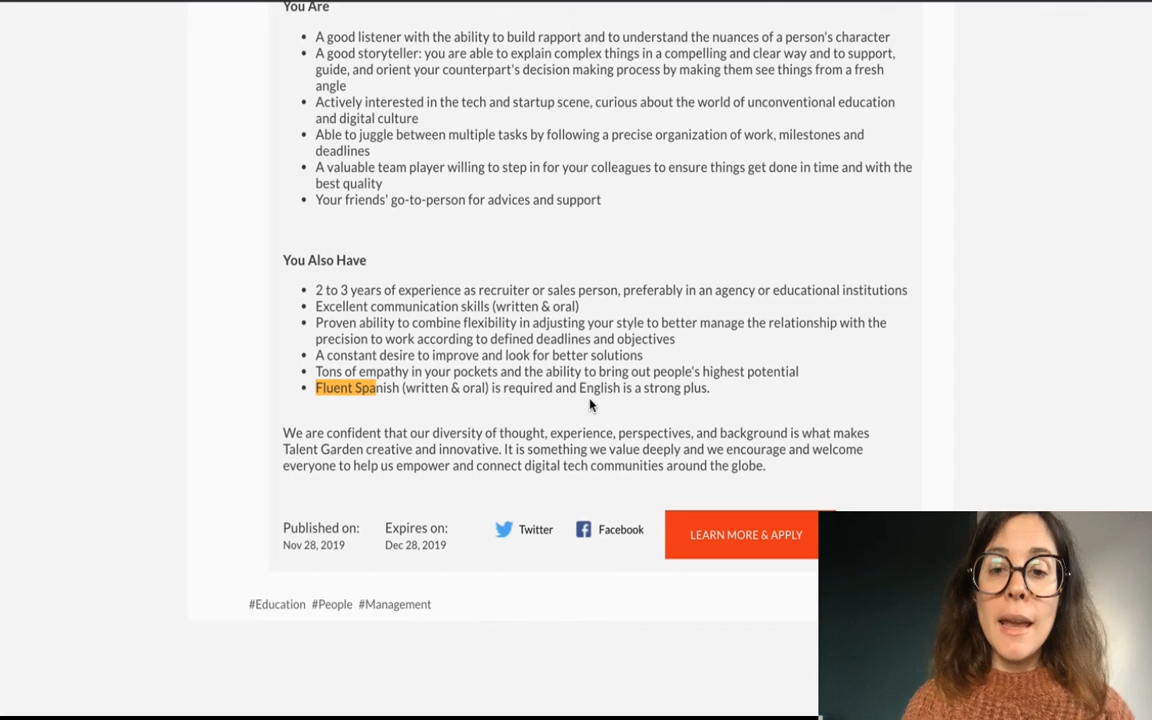 You Are
• A good listener with the ability to build rapport and to understand the nuances of a person's character
• A good storyteller: you are able to explain complex things in a compelling and clear way and to support,
guide, and orient your counterpart's decision making process by making them see things from a fresh
angle
• Actively interested in the tech and startup scene, curious about the world of unconventional education
and digital culture
• Able to juggle between multiple tasks by following a precise organization of work, milestones and
deadlines
• A valuable team player willing to step in for your colleagues to ensure things get done in time and with the
best quality
• Your friends' go-to-person for advices and support
You Also Have
• 2 to 3 years of experience as recruiter or sales person, preferably in an agency or educational institutions
• Excellent communication skills (written & oral)
• Proven ability to combine flexibility in adjusting your style to better manage the relationship with the
precision to work according to defined deadlines and objectives
• A constant desire to improve and look for better solutions
• Tons of empathy in your pockets and the ability to bring out people's highest potential
• Fluent Spanish (written & oral) is required and English is a strong plus.
We are confident that our diversity of thought, experience, perspectives, and background is what makes
Talent Garden creative and innovative. It is something we value deeply and we encourage and welcome
everyone to help us empower and connect digital tech communities around the globe.
Published on: Expires on: Twitter Facebook LEARN MORE & APPLY
Nov 28, 2019 Dec 28, 2019
#Education #People #Management